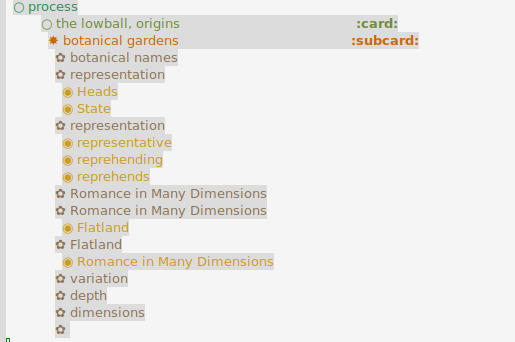 process
the lowball, origins :card:
botanical gardens :subcard:
botanical names
representation
Heads
State
representation
representative
reprehending
reprehends
Romance in Many Dimensions
Romance in Many Dimensions
Flatland
Flatland
Romance in Many Dimensions
variation
depth
dimensions